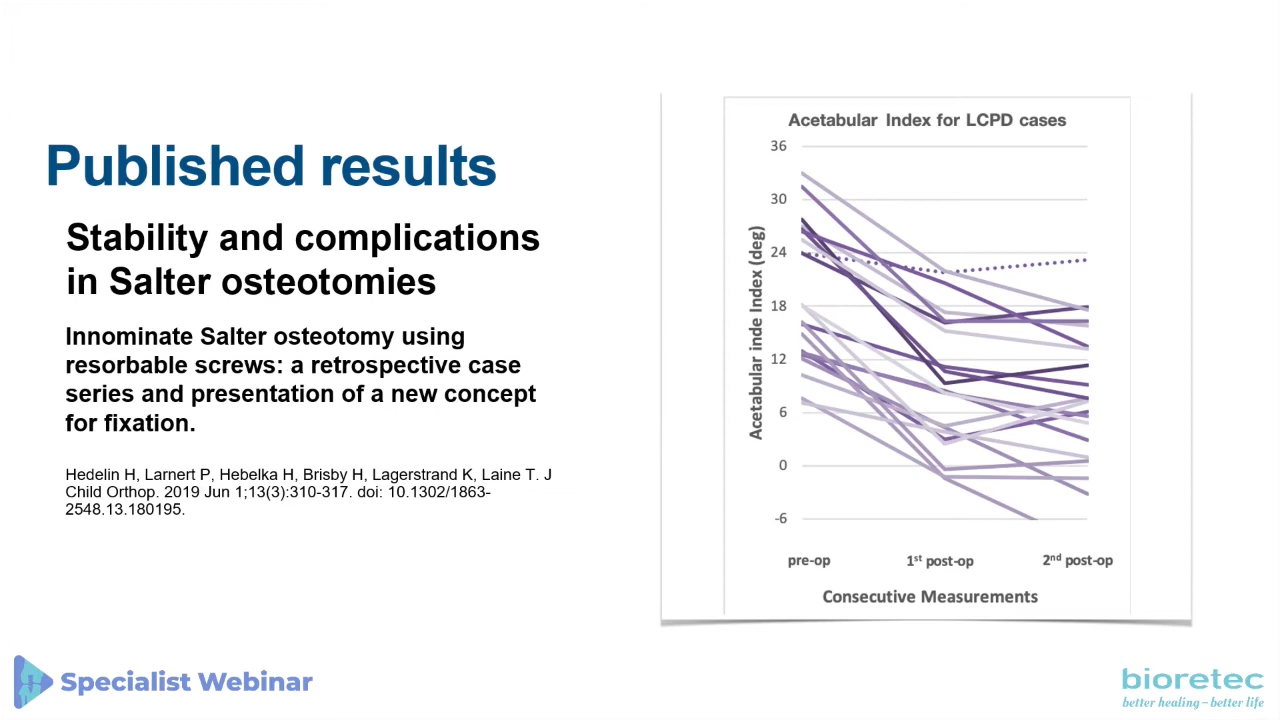 Published results
Stability and complications
in Salter osteotomies
Innominate Salter osteotomy using
resorbable screws: a retrospective case
series and presentation of a new concept
for fixation.
Hedelin H, Larnert P, Hebelka H, Brisby H, Lagerstrand K, Laine T. J
Child Orthop. 2019 Jun 1;13(3):310-317. doi: 10.1302/1863-
2548.13.180195.
Acetabular Index for LCPD cases
Acetabular inde Index (deg)
36
30
24
18
12
6
0
-6
pre-op 1st post-op 2nd post-op
Consecutive Measurements
Specialist Webinar
bioretec
better healing – better life